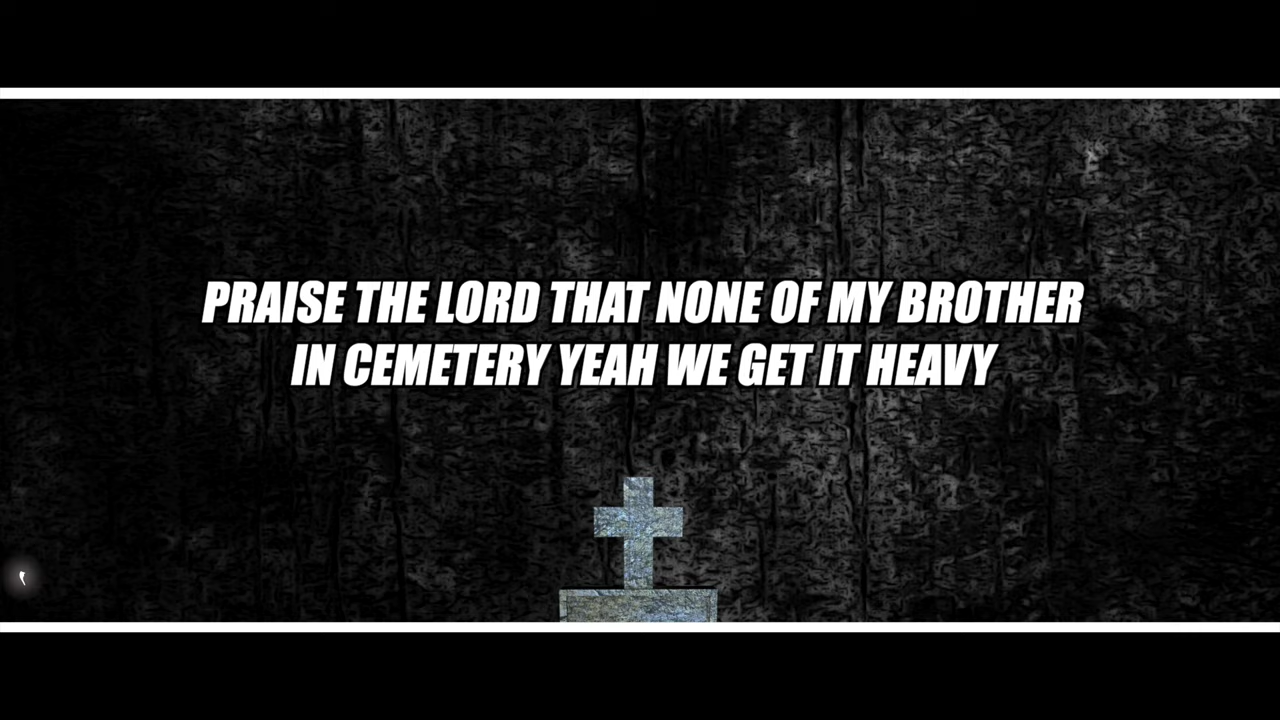 PRAISE THE LORD THAT NONE OF MY BROTHER
IN CEMETERY YEAH WE GET IT HEAVY